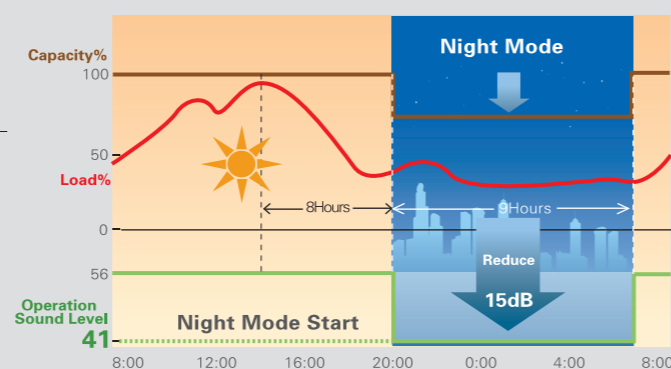 Night Mode
Capacity%
100
50
Load%
8Hours
9Hours
0
56
Reduce
15dB
Operation
Sound Level
41
Night Mode Start
8:00 12:00 16:00 20:00 0:00 4:00 8:00